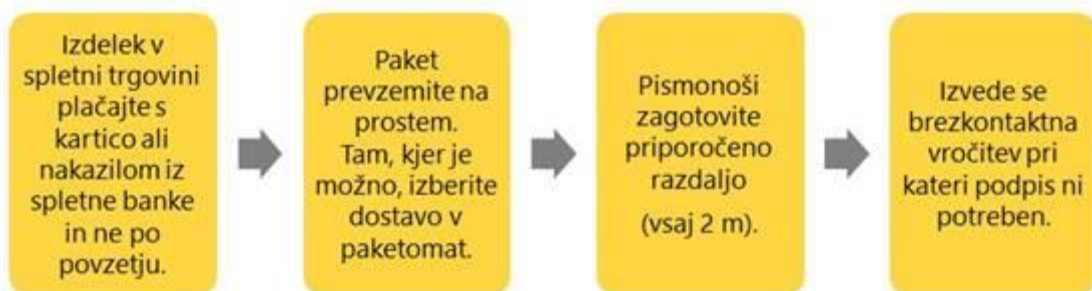 Izdelek v
spletni trgovini
plačajte s
kartico ali
nakazilom iz
spletne banke
in ne po
povzetju.
Paket
prevzemite na
prostem.
Tam, kjer je
možno, izberite
dostavo v
paketomat.
Pismonoši
zagotovite
priporočeno
razdaljo
(vsaj 2 m).
Izvede se
brezkontaktna
vročitev pri
kateri podpis ni
potreben.